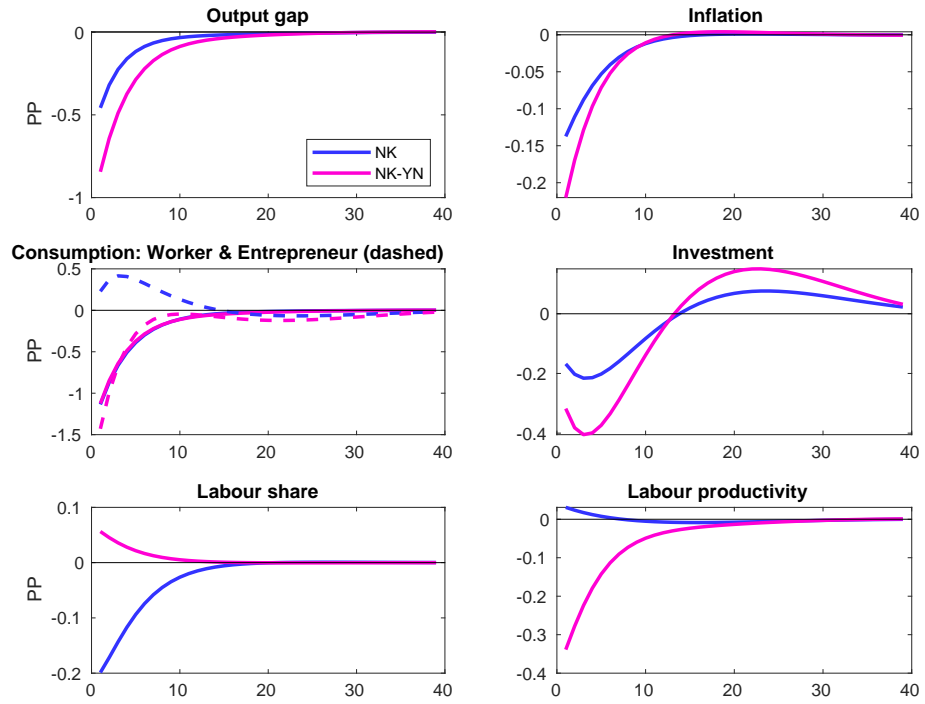 Output gap
0
-0.5
-1
PP
0 10 20 30 40
NK
NK-YN
Inflation
0
-0.05
-0.1
-0.15
-0.2
0 10 20 30 40
Consumption: Worker & Entrepreneur (dashed)
0.5
0
-0.5
-1
-1.5
PP
0 10 20 30 40
Investment
0
-0.2
-0.4
0 10 20 30 40
Labour share
0.1
0
-0.1
-0.2
PP
0 10 20 30 40
Labour productivity
0
-0.1
-0.2
-0.3
-0.4
0 10 20 30 40